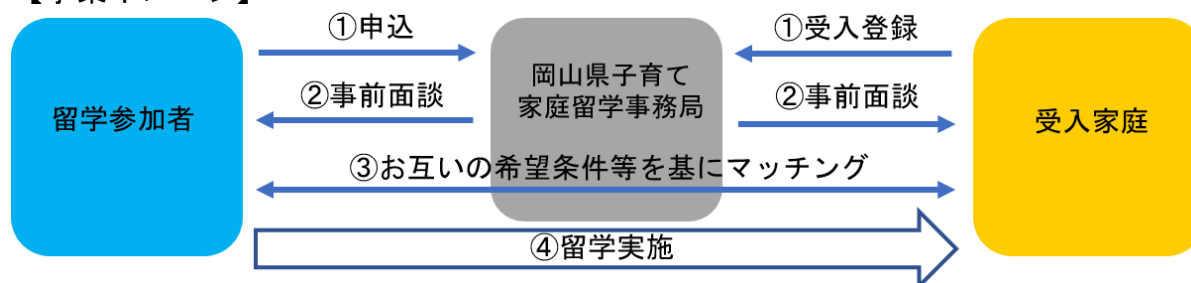 ①申込
①受入登録
岡山県子育て
家庭留学事務局
②事前面談
②事前面談
留学参加者
受入家庭
③お互いの希望条件等を基にマッチング
④留学実施